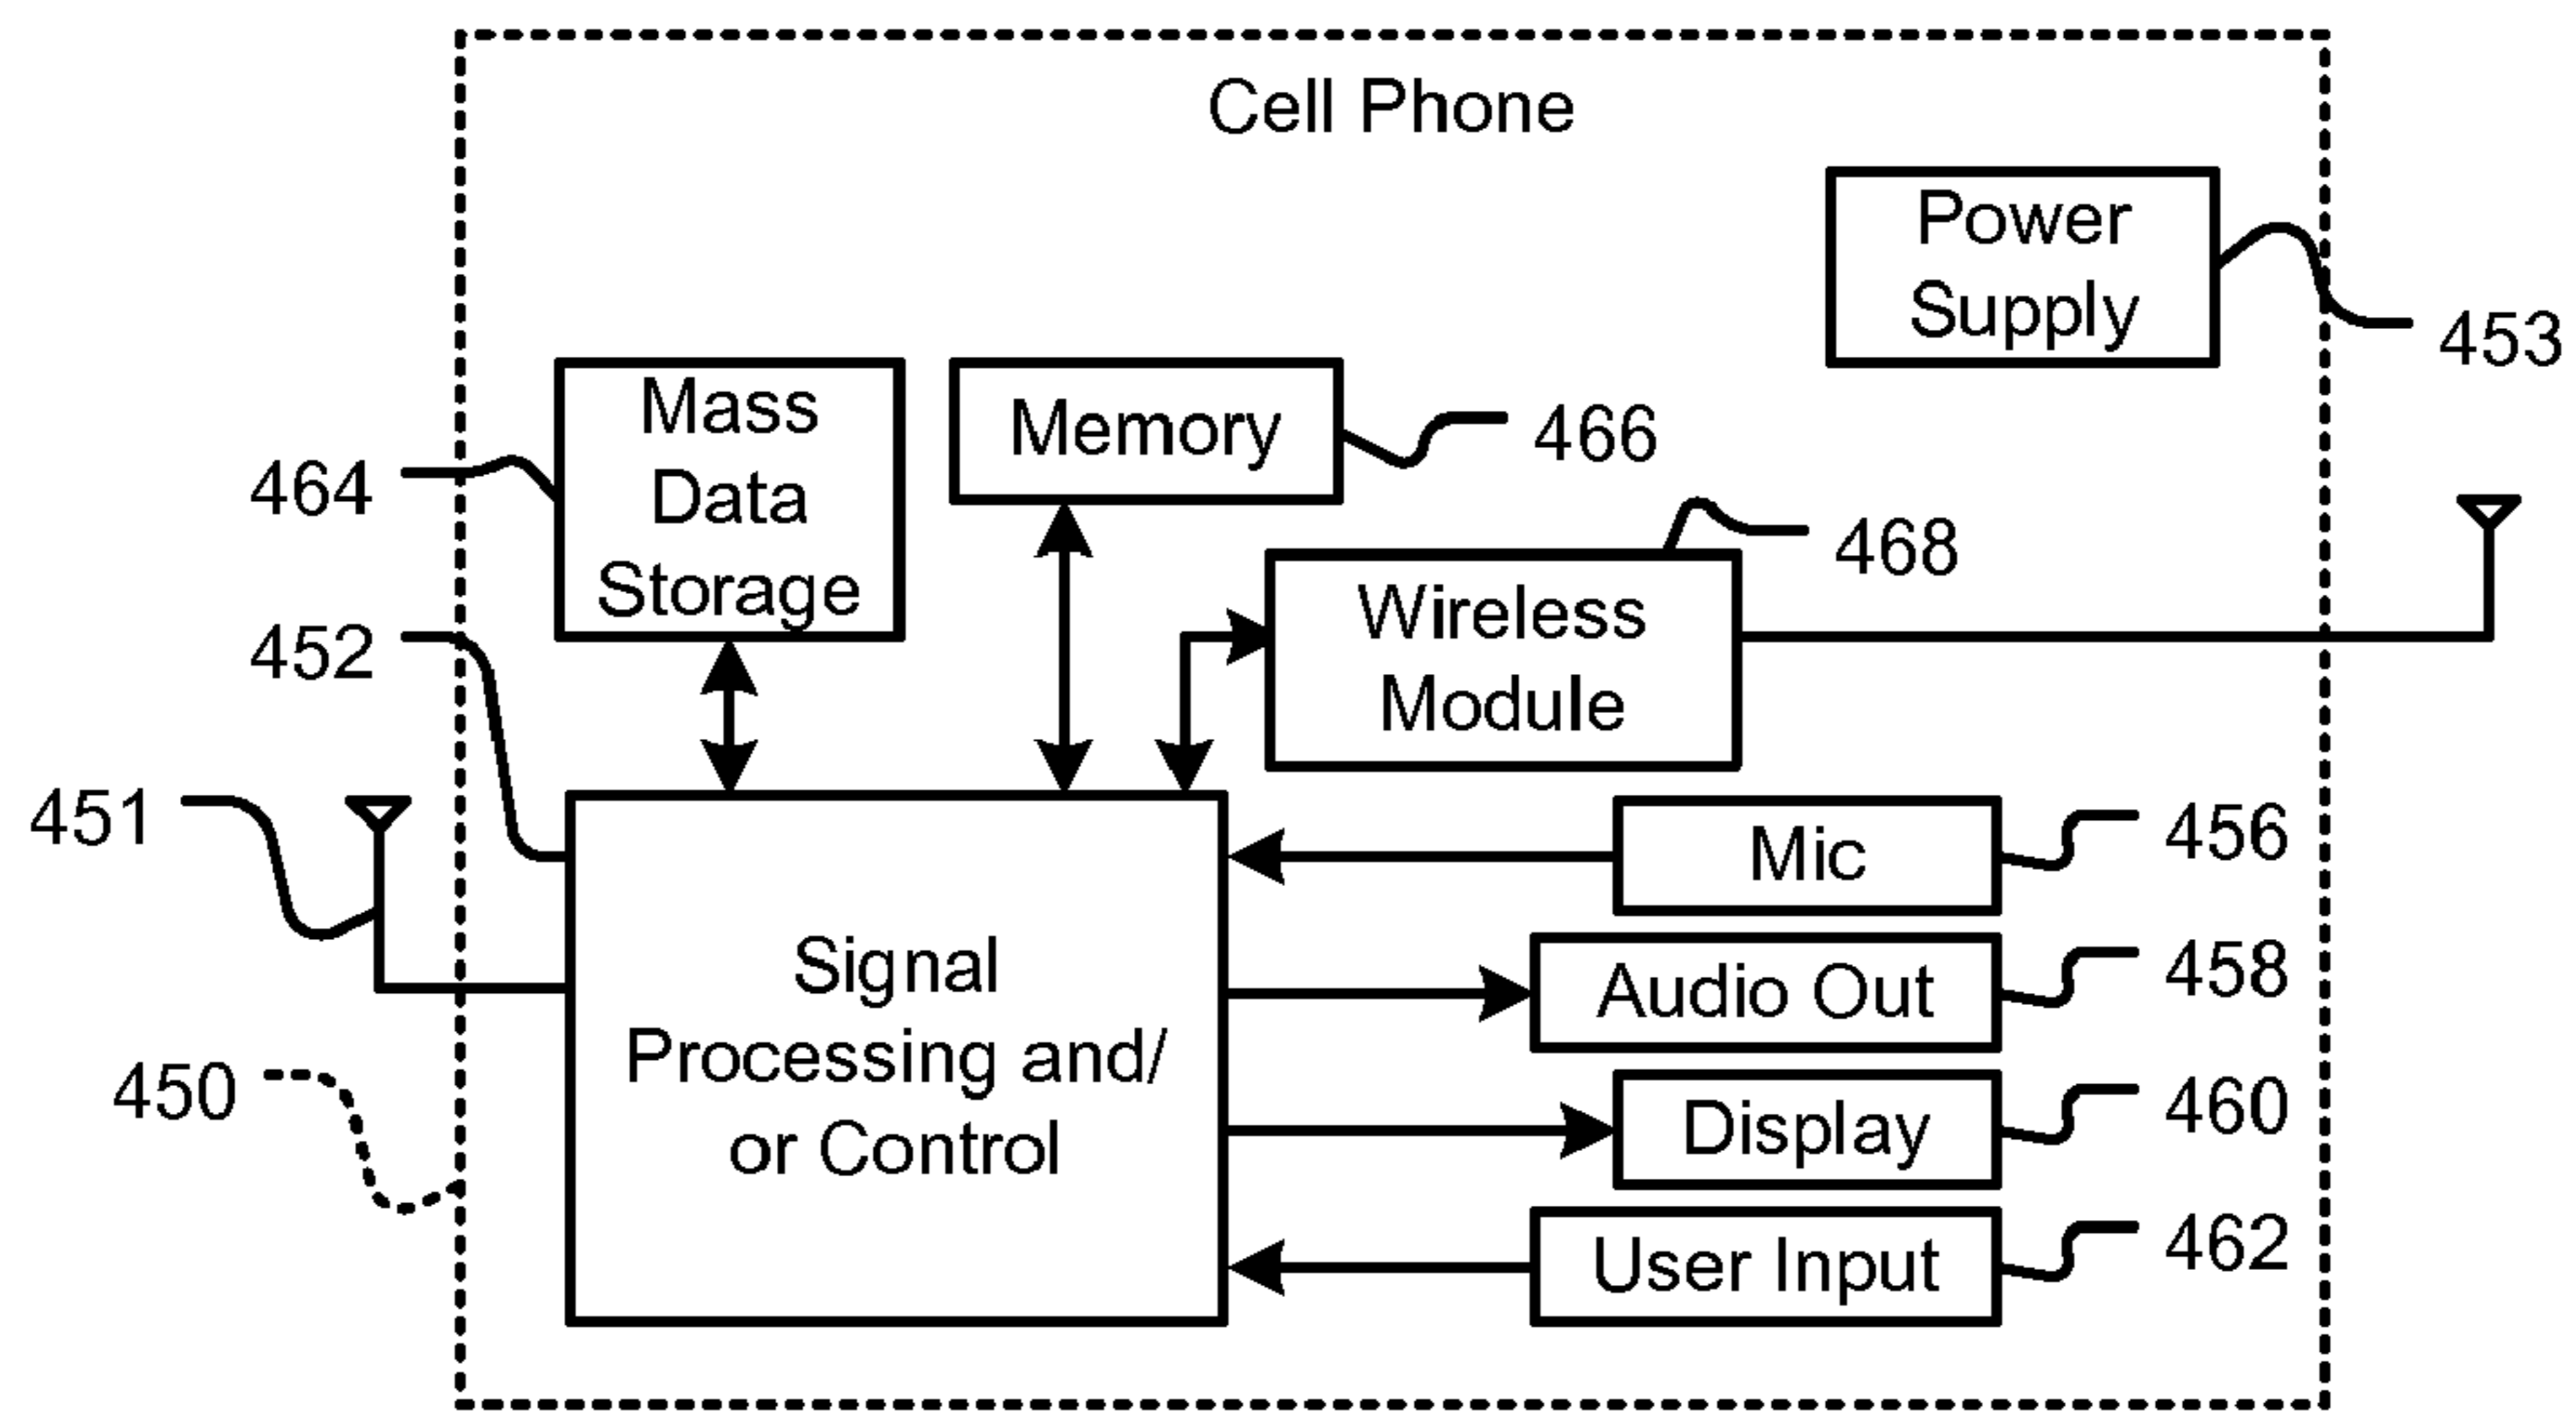 Cell Phone
Power
Supply
453
Mass
Data
Storage
464
Memory
466
468
Wireless
Module
452
451
Mic
456
Signal
Processing and/
or Control
Audio Out
458
450
Display
460
User Input
462